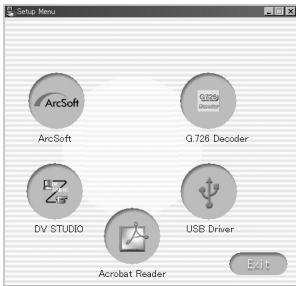 Setup Menu
ArcSoft
ArcSoft
G.726
Decoder
G.726 Decoder
DV STUDIO
USB Driver
Acrobat Reader
Exit